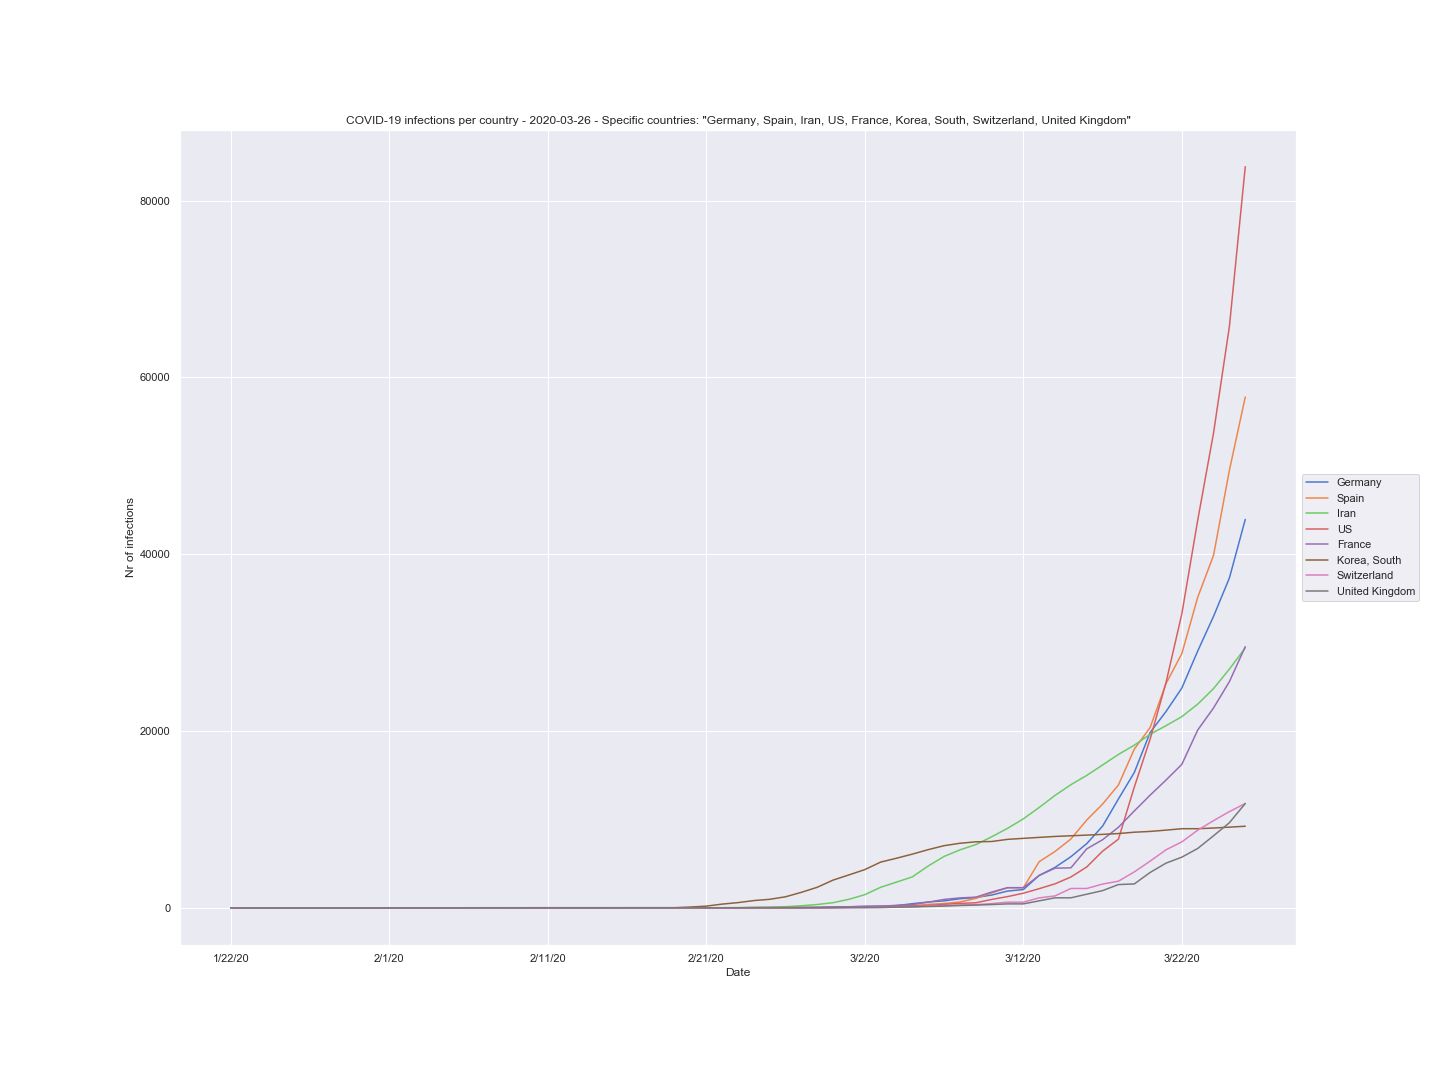 COVID-19 infections per country - 2020-03-26 - Specific countries: "Germany, Spain, Iran, US, France, Korea, South, Switzerland, United Kingdom"
80000
60000
40000
20000
0
Nr of infections
1/22/20
2/1/20
2/11/20
2/21/20
3/2/20
3/12/20
3/22/20
Date
Germany
Spain
Iran
US
France
Korea, South
Switzerland
United Kingdom